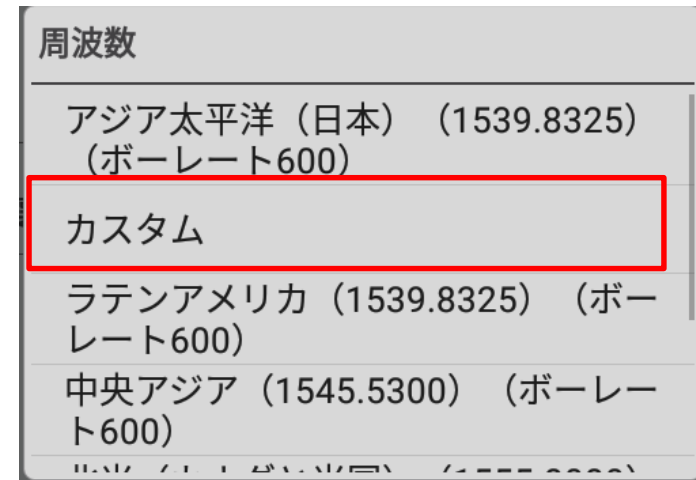 周波数
アジア太平洋（日本）（1539.8325）
（ボーレート600）
カスタム
ラテンアメリカ（1539.8325）（ボー
レート600）
中央アジア（1545.5300）（ボーレー
ト600）